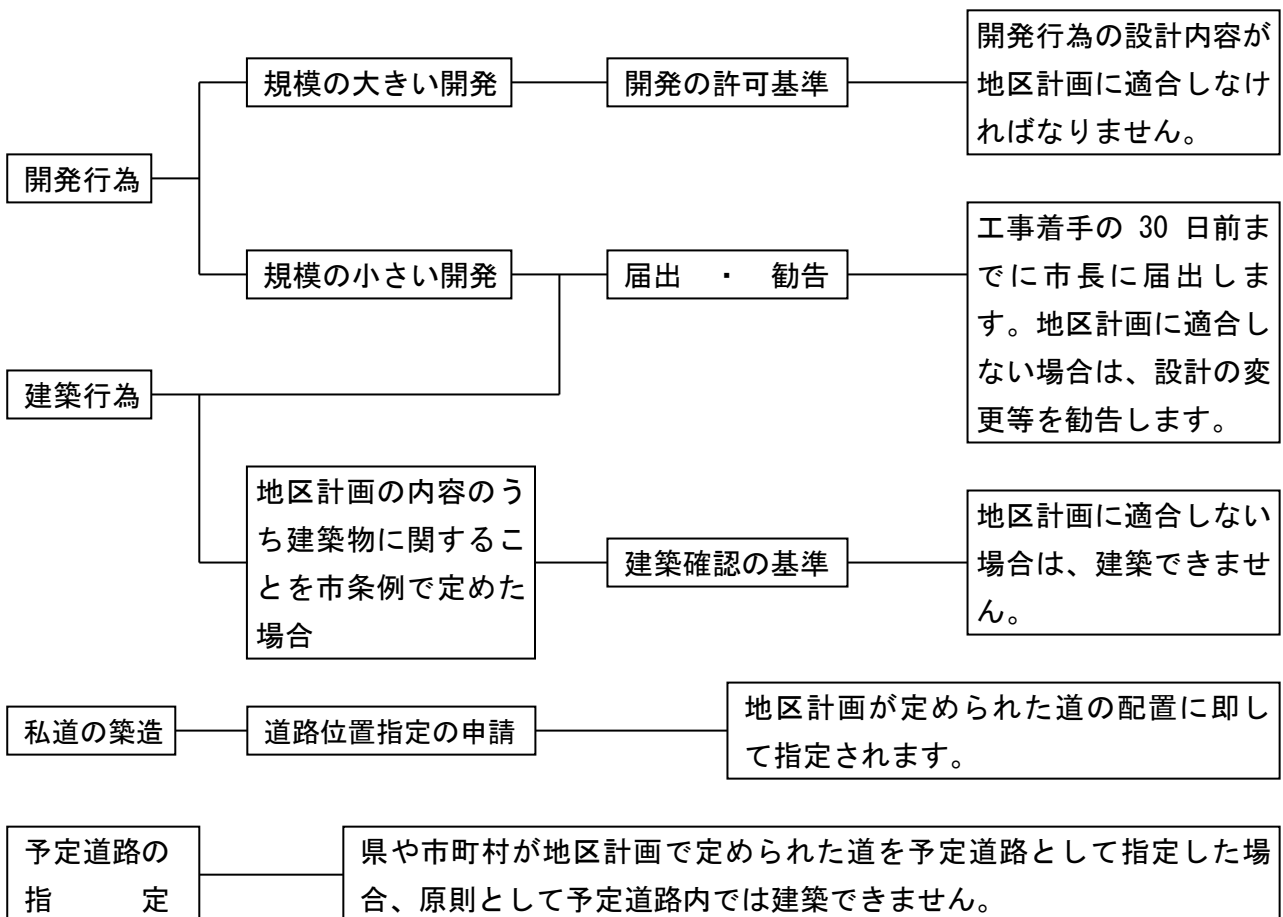 開発行為
規模の大きい開発
開発の許可基準
開発行為の設計内容が
地区計画に適合しなけ
ればなりません。
規模の小さい開発
届出 ・ 勧告
工事着手の 30 日前ま
でに市長に届出しま
す。地区計画に適合し
ない場合は、設計の変
更等を勧告します。
建築行為
地区計画の内容のう
ち建築物に関するこ
とを市条例で定めた
場合
建築確認の基準
地区計画に適合しない
場合は、建築できませ
ん。
私道の築造
道路位置指定の申請
地区計画が定められた道の配置に即し
て指定されます。
予定道路の
指 定
県や市町村が地区計画で定められた道を予定道路として指定した場
合、原則として予定道路内では建築できません。